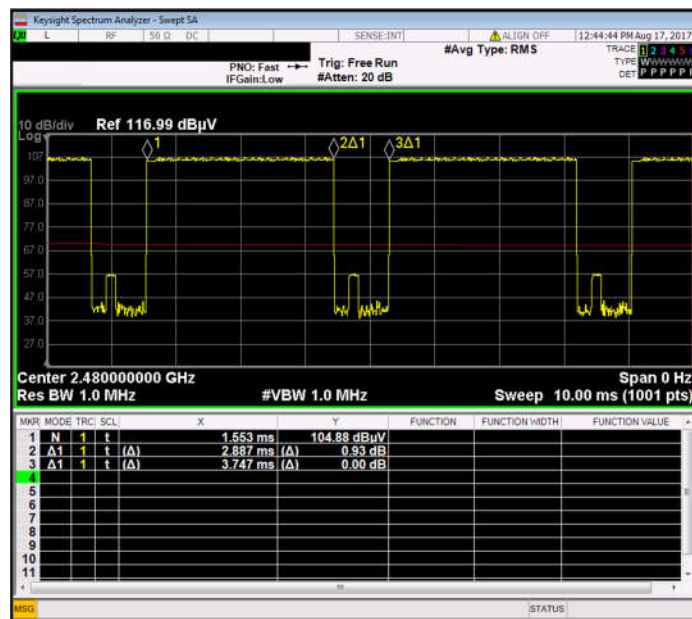 Keysight Spectrum Analyzer - Swept SA
LXI L RF 50 Ω DC SENSE:INT ALIGN OFF 12:44:44 PM Aug 17, 2017
#Avg Type: RMS TRACE 1 2 3 4 5
PNO: Fast Trig: Free Run TYPE
IFGain:Low #Atten: 20 dB DET P P P P P
10 dB/div Ref 116.99 dBµV
Log
1 2Δ1 3Δ1
107
97.0
87.0
77.0
67.0
57.0
47.0
37.0
27.0
Center 2.480000000 GHz Span 0 Hz
Res BW 1.0 MHz #VBW 1.0 MHz Sweep 10.00 ms (1001 pts)
MKR MODE TRC SCL X Y FUNCTION FUNCTION WIDTH FUNCTION VALUE
1 N 1 t 1.553 ms 104.88 dBµV
2 Δ1 1 t (Δ) 2.887 ms (Δ) 0.93 dB
3 Δ1 1 t (Δ) 3.747 ms (Δ) 0.00 dB
4
5
6
7
8
9
10
11
MSG STATUS